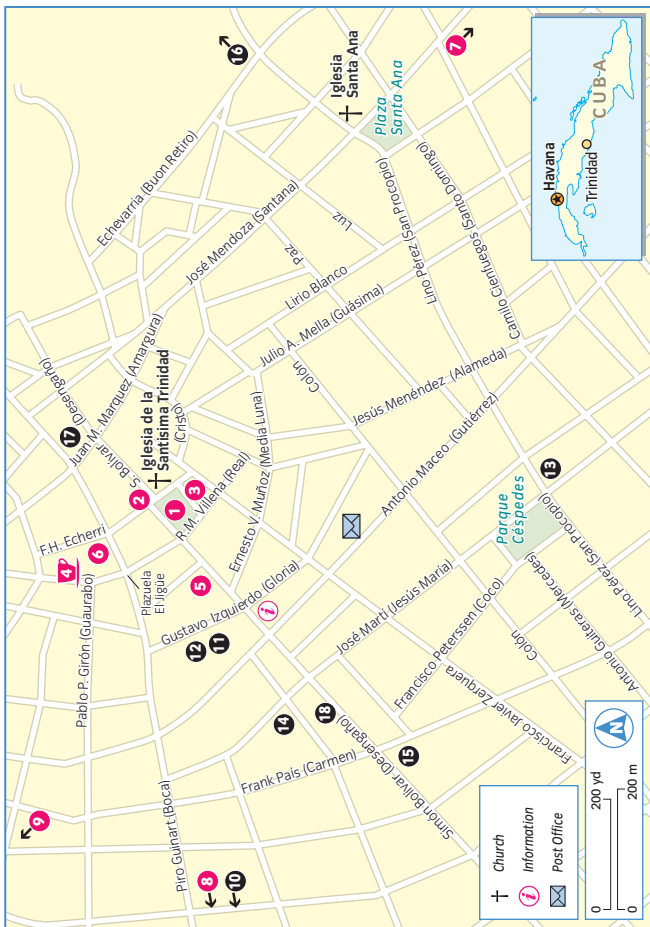 16
Iglesia
Santa Ana
7
Plaza
Santa Ana
Echevarria (Buon Retiro)
José Mendoza (Santana)
Luz
Paz
Lirio Blanco
Lino Pérez (San Procopio)
Camilo Cienfuegos (Santo Domingo)
Julio A. Mella (Guásima)
Colón
(Desengaño)
17
Juan M. Marquez (Amargura)
S. Bolívar
Iglesia de la
Santísima Trinidad
(Cristo)
2
1
3
R.M. Villena (Real)
Ernesto V. Muñoz (Media Luna)
Jesús Menéndez (Alameda)
Antonio Maceo (Gutiérrez)
F.H. Echerri
4
6
Plazuela
El Jigüe
5
Pablo P. Girón (Guaurabó)
Gustavo Izquierdo (Gloria)
i
12
11
José Martí (Jesús María)
Parque
Céspedes
13
Lino Pérez (San Procopio)
Francisco Peterssen (Coco)
Colón
Antonio Guiteras (Mercedes)
Francisco Javier Zerquera
14
18
15
Simón Bolívar (Desengaño)
Frank País (Carmen)
Piro Guinart (Boca)
9
8
10
Havana
Trinidad
CUBA
Church
i
Information
Post Office
0
200 yd
0
200 m
N